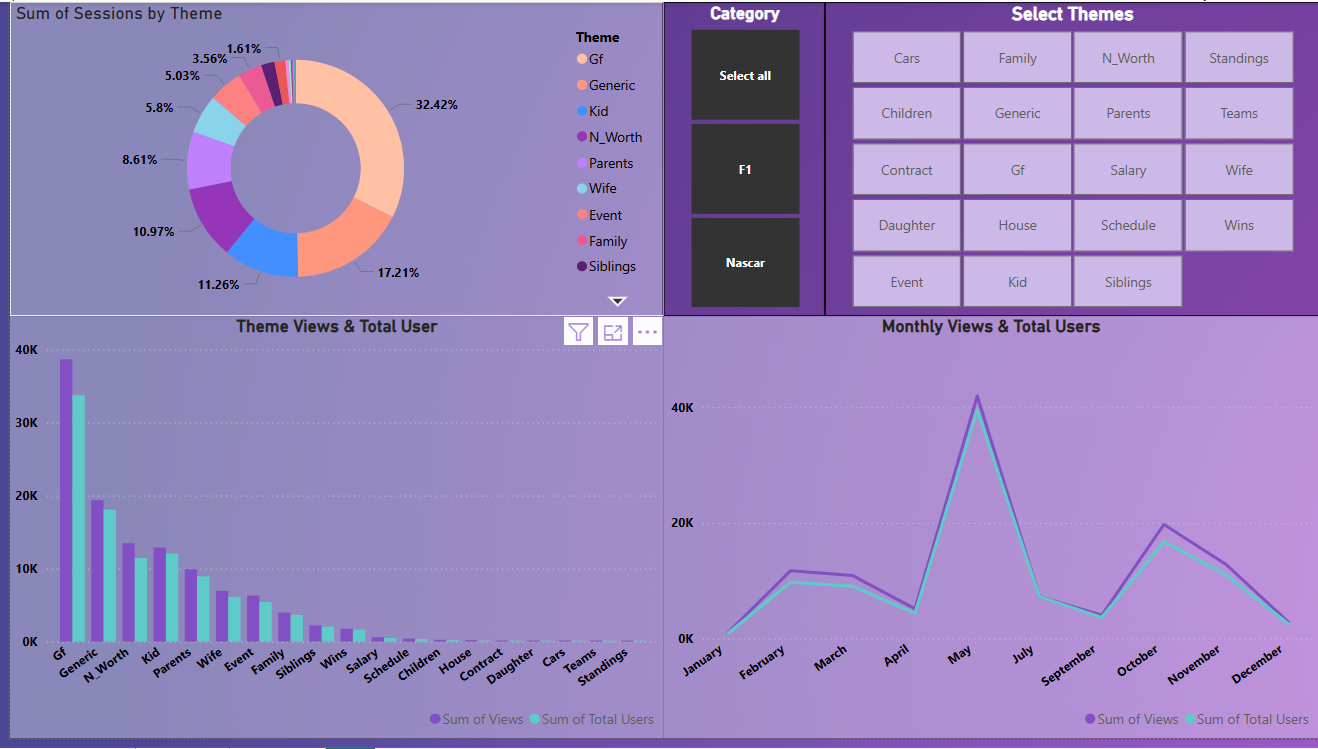 Sum of Sessions by Theme
1.61%
3.56%
5.03%
5.8%
8.61%
10.97%
11.26%
17.21%
32.42%
Theme
Gf
Generic
Kid
N_Worth
Parents
Wife
Event
Family
Siblings
Category
Select all
F1
Nascar
Select Themes
Cars Family N_Worth Standings
Children Generic Parents Teams
Contract Gf Salary Wife
Daughter House Schedule Wins
Event Kid Siblings
Theme Views & Total User
40K
30K
20K
10K
0K
Gf Generic N_Worth Kid Parents Wife Event Family Siblings Wins Salary Schedule Children House Contract Daughter Cars Teams Standings
Sum of Views Sum of Total Users
Monthly Views & Total Users
40K
20K
0K
January February March April May July September October November December
Sum of Views Sum of Total Users